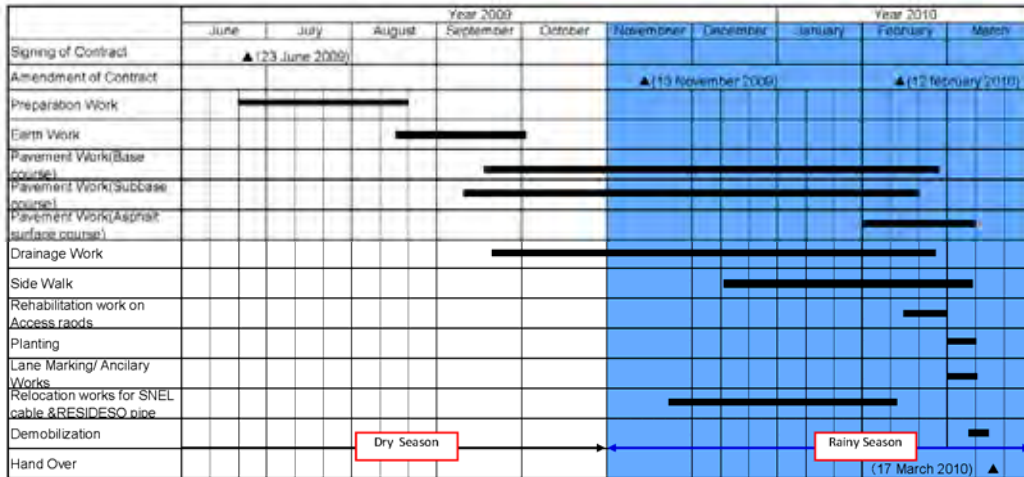 Year 2009
Year 2010
June
July
August
September
October
Novembner
December
January
February
March
Signing of Contract
▲(23 June 2009)
Amendment of Contract
▲(13 November 2009)
▲(12 february 2010)
Preparation Work
Earth Work
Pavement Work(Base
course)
Pavement Work(Subbase
course)
Pavement Work(Asphalt
surface course)
Drainage Work
Side Walk
Rehabilitation work on
Access raods
Planting
Lane Marking/ Ancilary
Works
Relocation works for SNEL
cable &RESIDESO pipe
Demobilization
Dry Season
Rainy Season
Hand Over
(17 March 2010) ▲